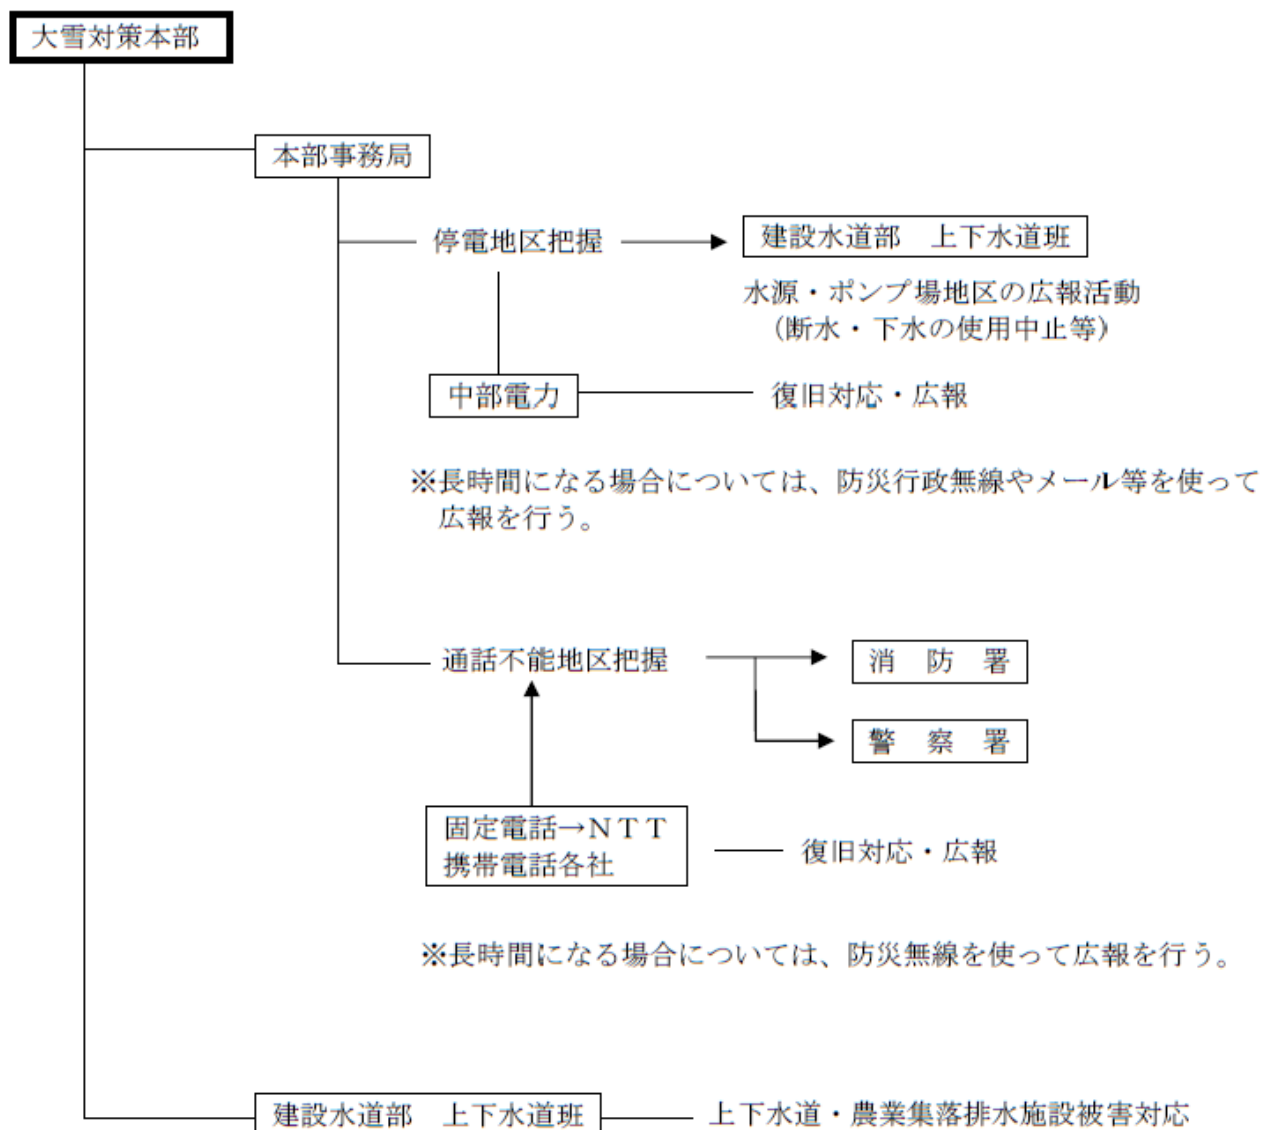 大雪対策本部
本部事務局
停電地区把握
建設水道部　上下水道班
水源・ポンプ場地区の広報活動
（断水・下水の使用中止等）
中部電力
復旧対応・広報
※長時間になる場合については、防災行政無線やメール等を使って
広報を行う。
通話不能地区把握
消　防　署
警　察　署
固定電話→ＮＴＴ
携帯電話各社
復旧対応・広報
※長時間になる場合については、防災無線を使って広報を行う。
建設水道部　上下水道班
上下水道・農業集落排水施設被害対応